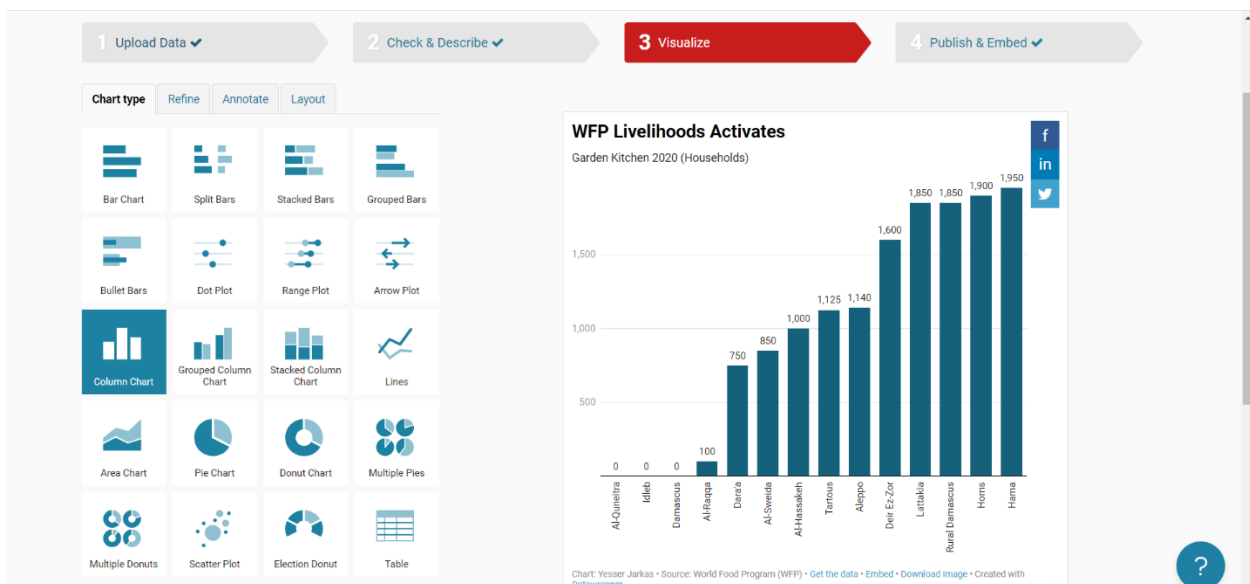 1 Upload Data ✔
2 Check & Describe ✔
3 Visualize
4 Publish & Embed ✔
Chart type
Refine
Annotate
Layout
Bar Chart
Split Bars
Stacked Bars
Grouped Bars
Bullet Bars
Dot Plot
Range Plot
Arrow Plot
Column Chart
Grouped Column
Chart
Stacked Column
Chart
Lines
Area Chart
Pie Chart
Donut Chart
Multiple Pies
Multiple Donuts
Scatter Plot
Election Donut
Table
WFP Livelihoods Activates
Garden Kitchen 2020 (Households)
f
in
1,500
1,000
500
0
0
0
100
750
850
1,000
1,125
1,140
1,600
1,850
1,850
1,900
1,950
Al-Quneitra
Idleb
Damascus
Al-Raqqa
Dara'a
Al-Sweida
Al-Hassakeh
Tartous
Aleppo
Deir Ez-Zor
Lattakia
Rural Damascus
Homs
Hama
Chart: Yesser Jarkas • Source: World Food Program (WFP) • Get the data • Embed • Download image • Created with
Datawrapper
?